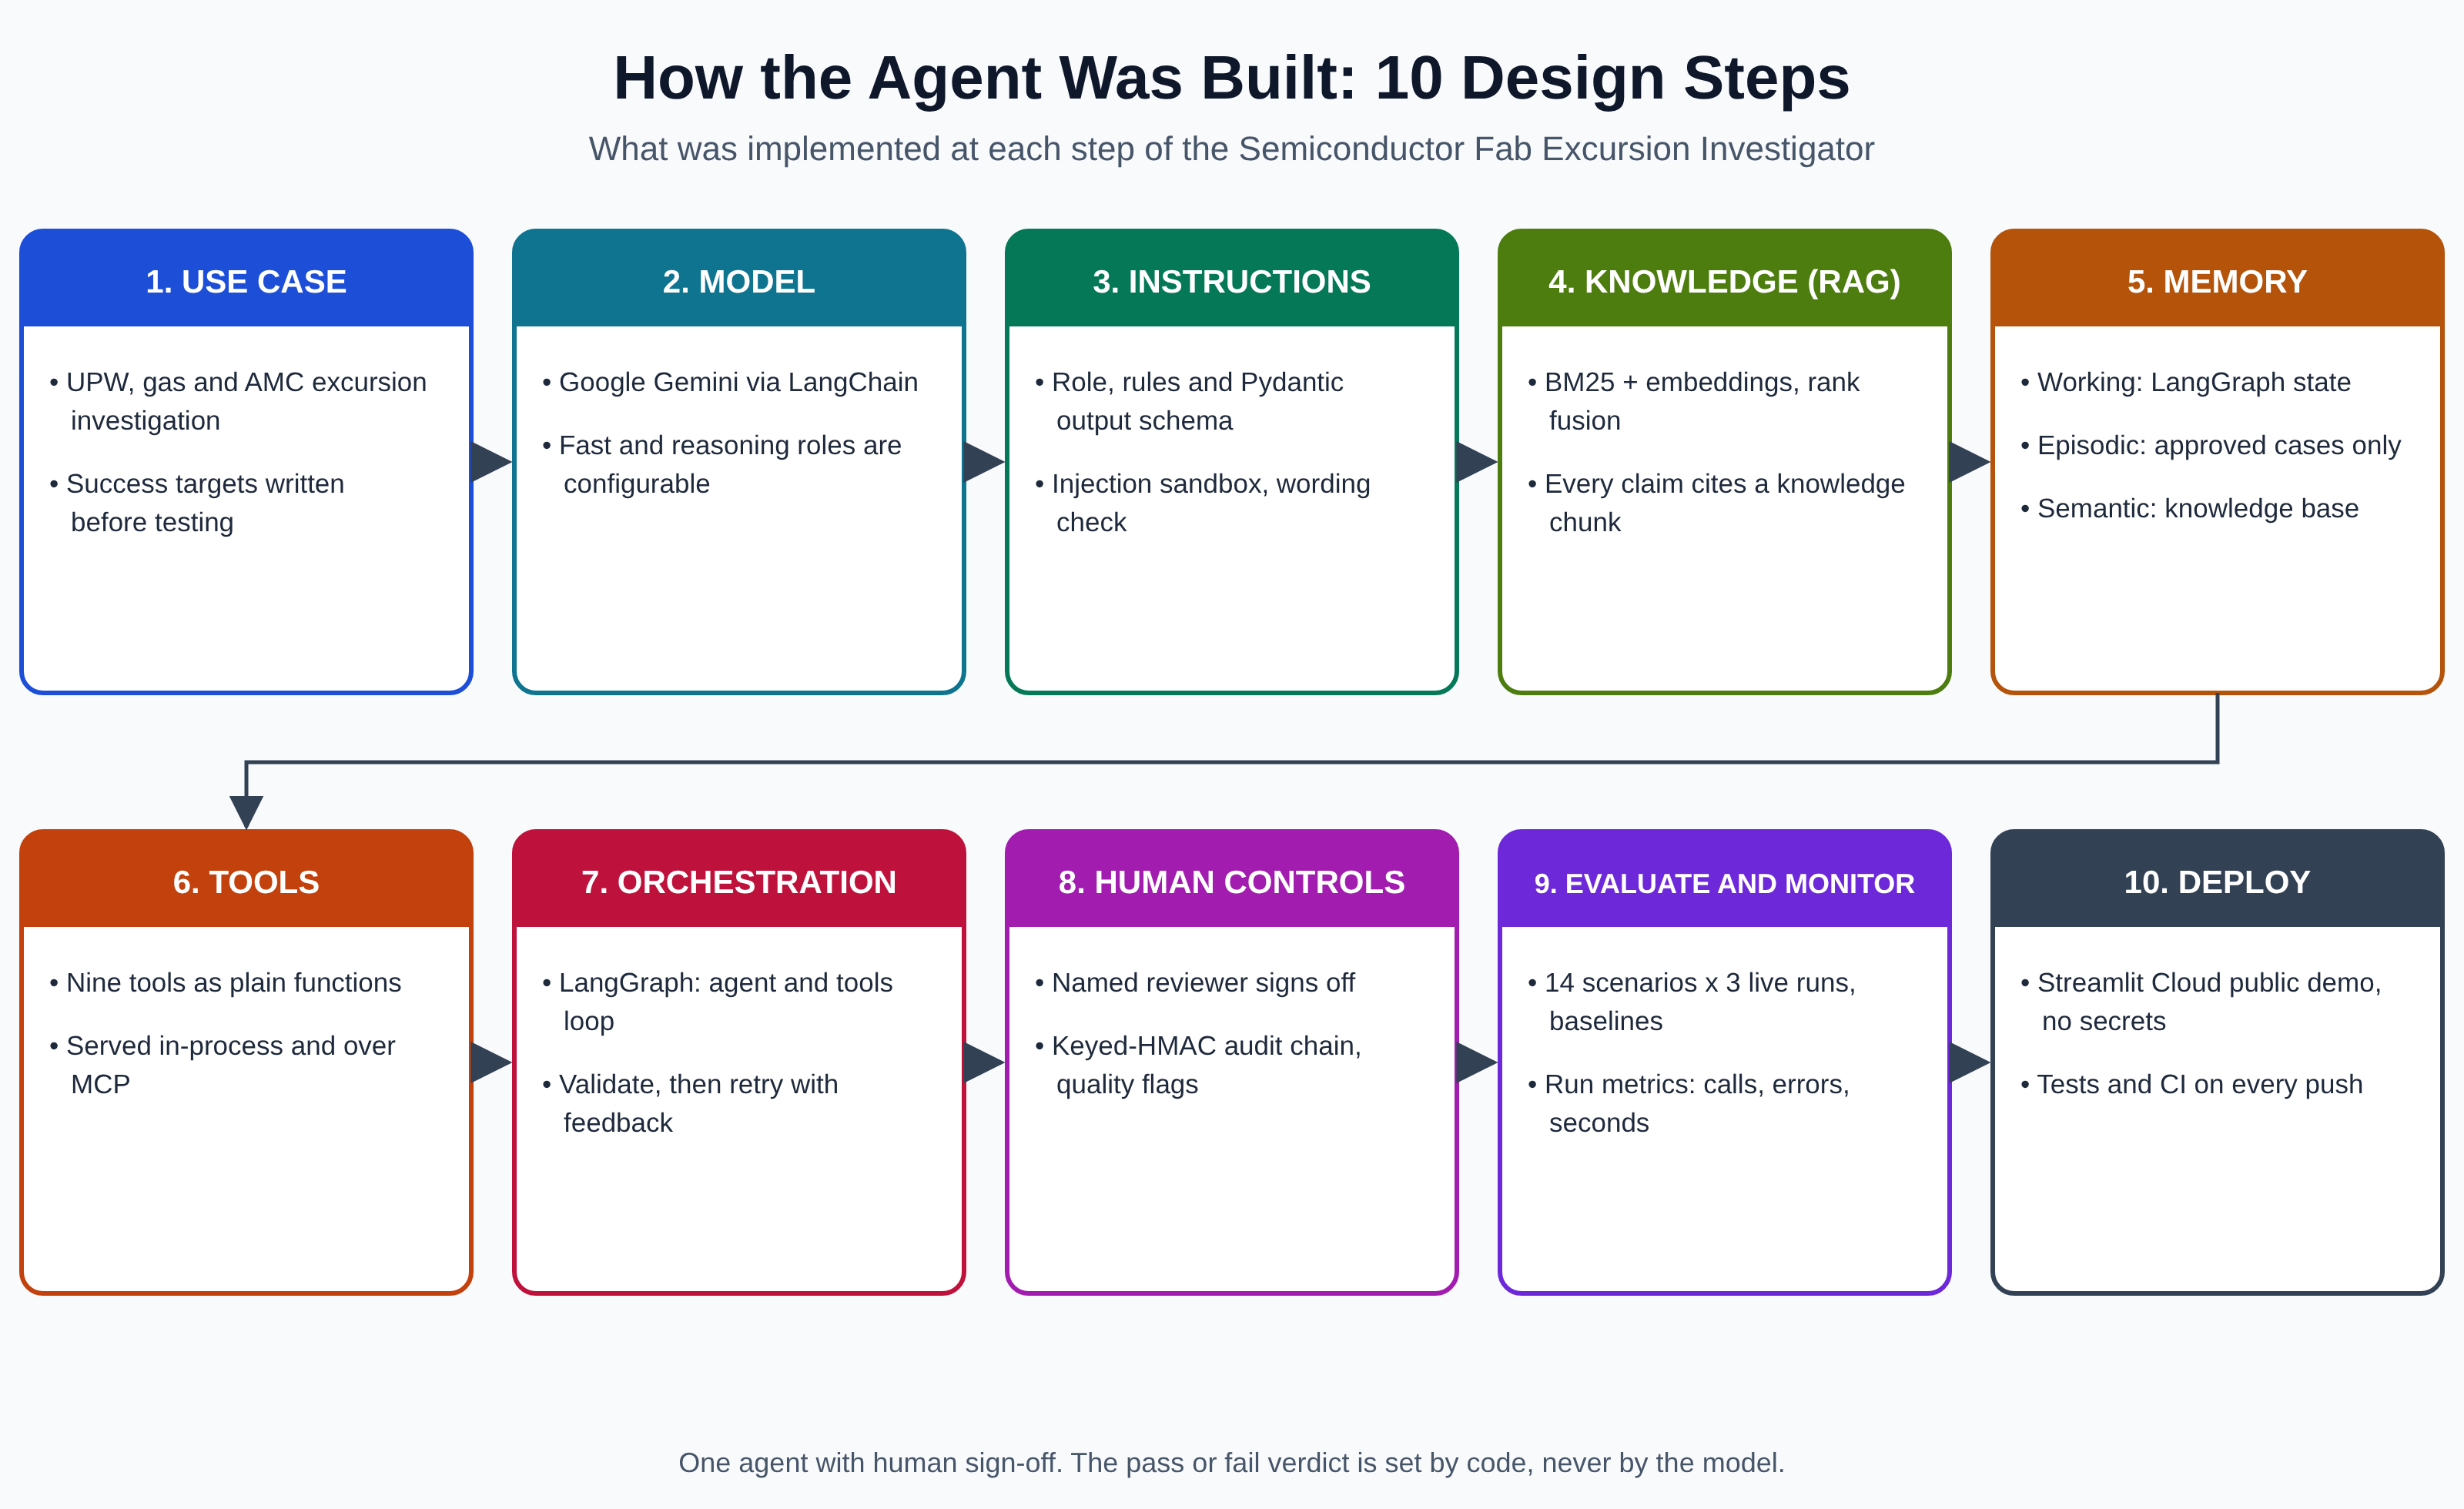 How the Agent Was Built: 10 Design Steps
What was implemented at each step of the Semiconductor Fab Excursion Investigator
1. USE CASE
• UPW, gas and AMC excursion
investigation
• Success targets written
before testing
2. MODEL
• Google Gemini via LangChain
• Fast and reasoning roles are
configurable
3. INSTRUCTIONS
• Role, rules and Pydantic
output schema
• Injection sandbox, wording
check
4. KNOWLEDGE (RAG)
• BM25 + embeddings, rank
fusion
• Every claim cites a knowledge
chunk
5. MEMORY
• Working: LangGraph state
• Episodic: approved cases only
• Semantic: knowledge base
6. TOOLS
• Nine tools as plain functions
• Served in-process and over
MCP
7. ORCHESTRATION
• LangGraph: agent and tools
loop
• Validate, then retry with
feedback
8. HUMAN CONTROLS
• Named reviewer signs off
• Keyed-HMAC audit chain,
quality flags
9. EVALUATE AND MONITOR
• 14 scenarios x 3 live runs,
baselines
• Run metrics: calls, errors,
seconds
10. DEPLOY
• Streamlit Cloud public demo,
no secrets
• Tests and CI on every push
One agent with human sign-off. The pass or fail verdict is set by code, never by the model.